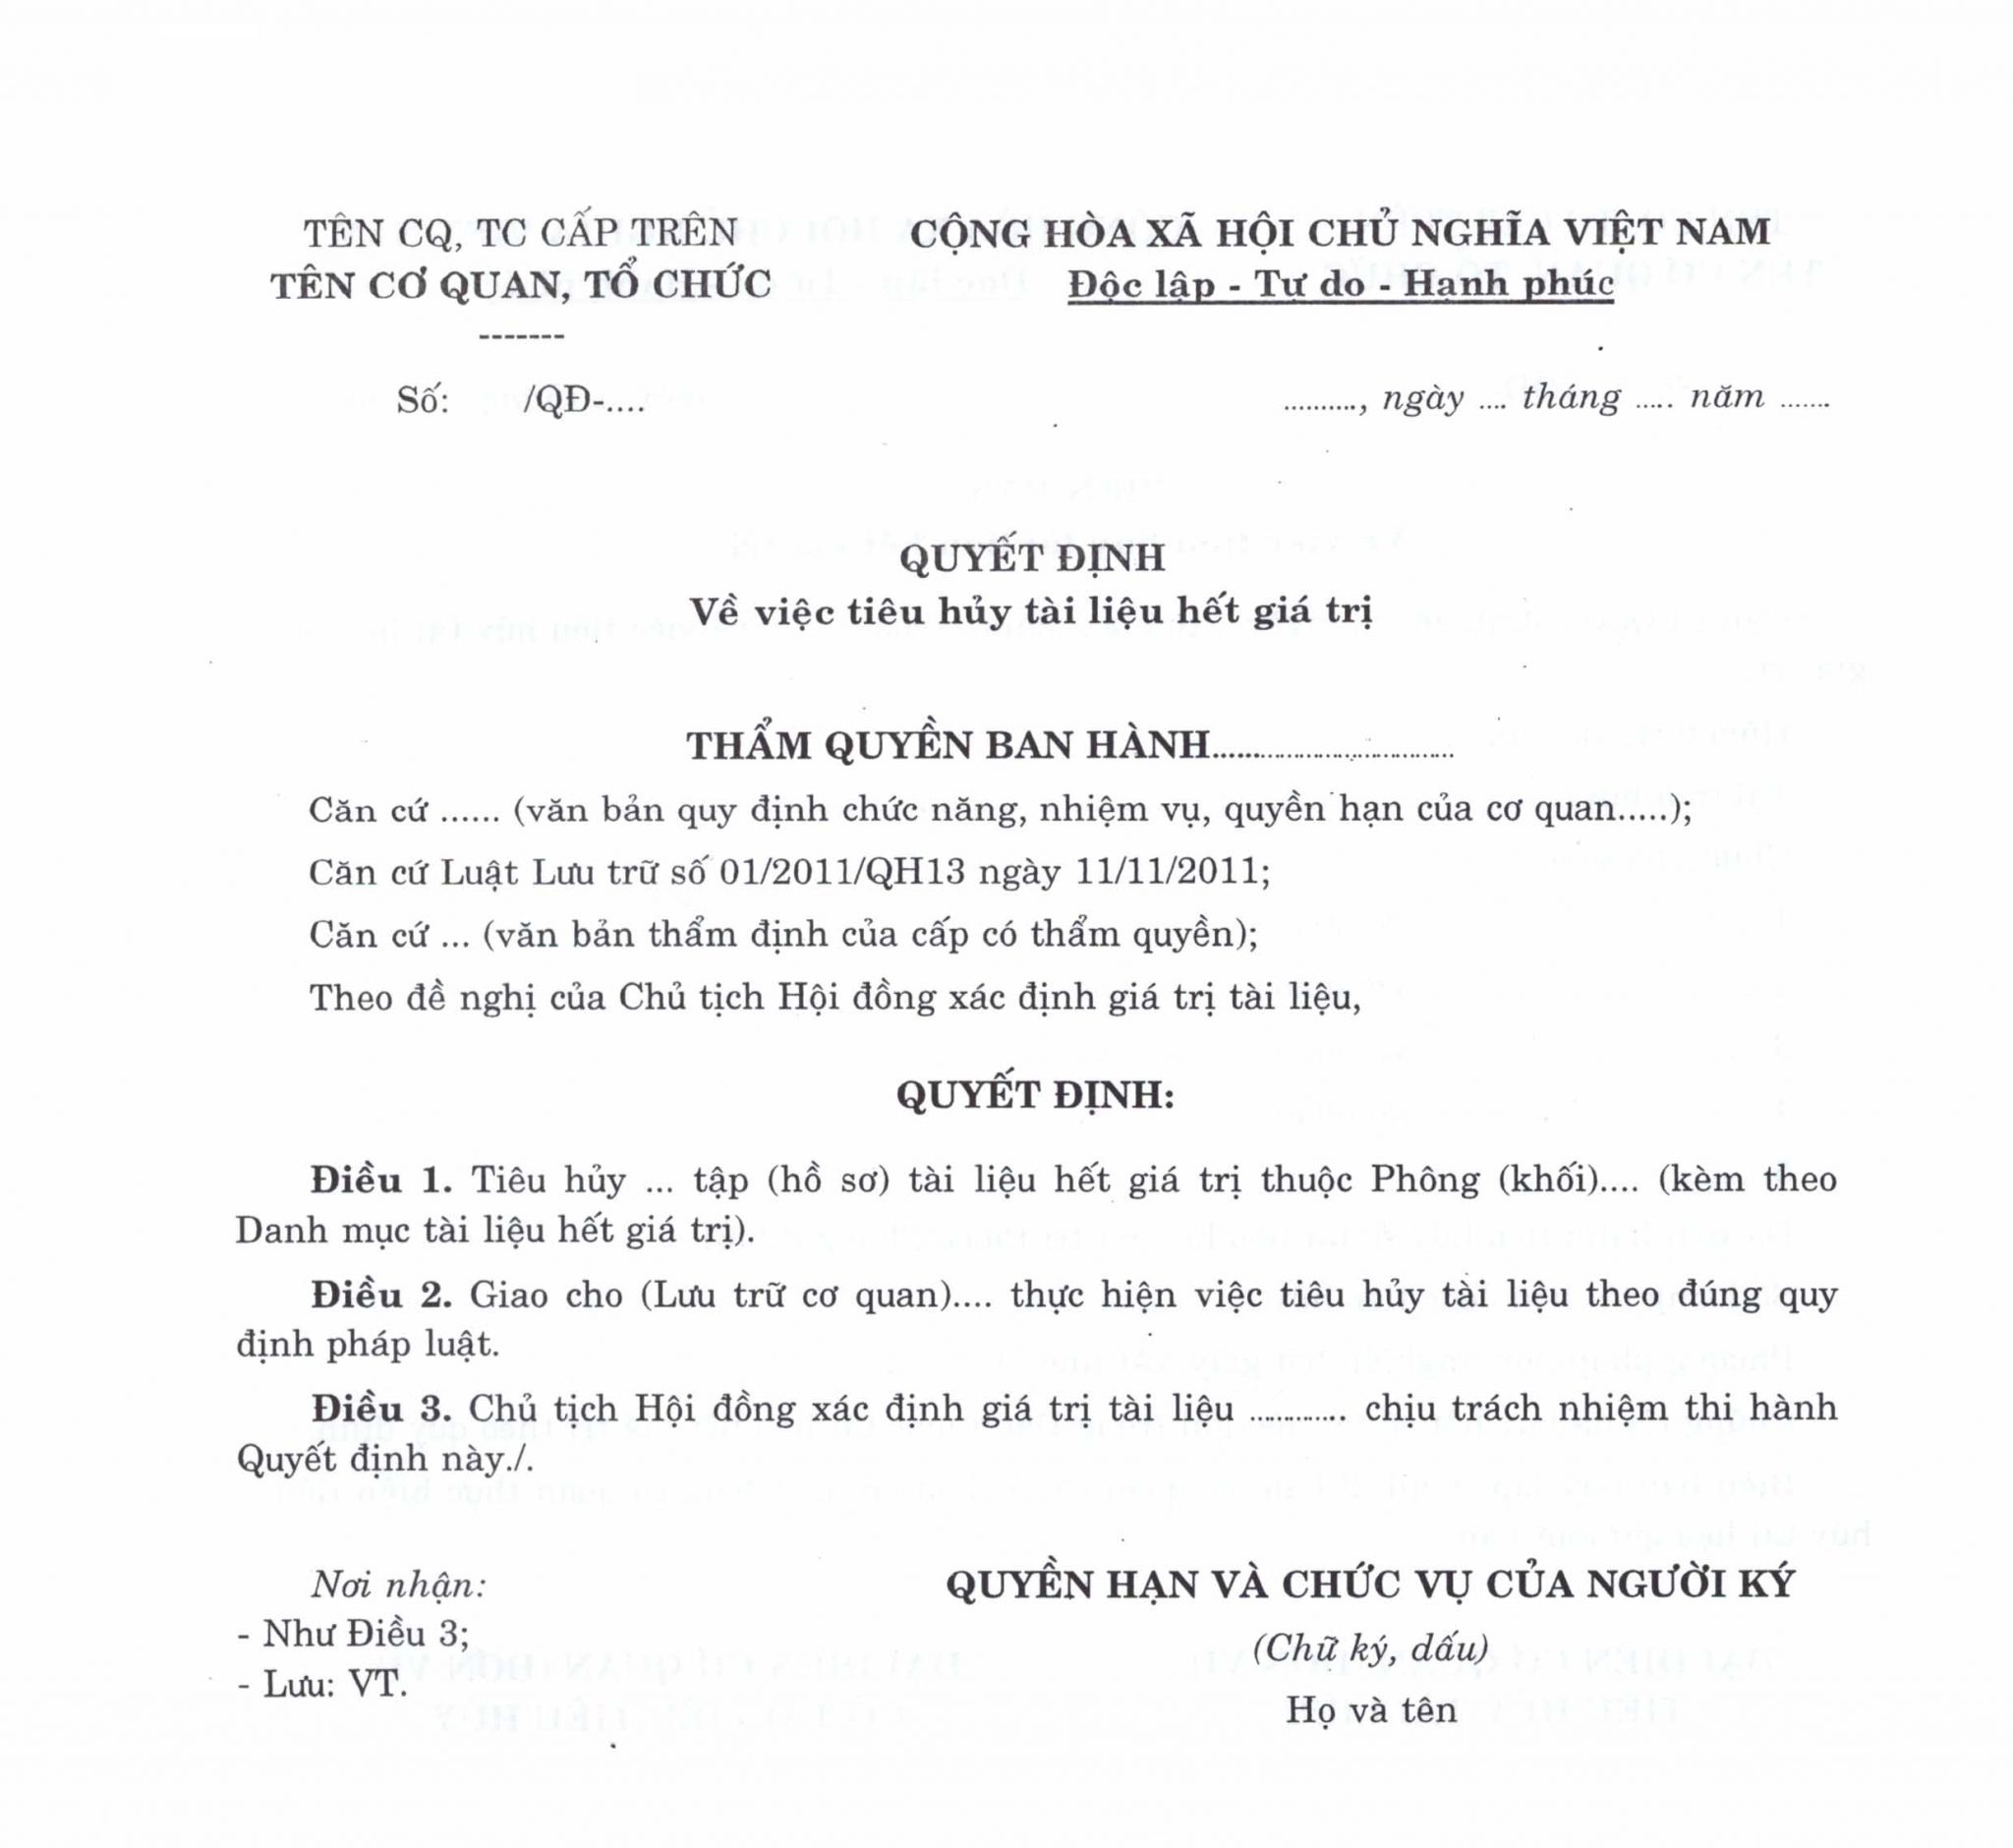 TÊN CQ, TC CẤP TRÊN
TÊN CƠ QUAN, TỔ CHỨC
-------
Số: /QĐ-....
CỘNG HÒA XÃ HỘI CHỦ NGHĨA VIỆT NAM
Độc lập - Tự do - Hạnh phúc
.........., ngày .... tháng ..... năm .......
QUYẾT ĐỊNH
Về việc tiêu hủy tài liệu hết giá trị
THẨM QUYỀN BAN HÀNH...............................
Căn cứ ...... (văn bản quy định chức năng, nhiệm vụ, quyền hạn của cơ quan.....);
Căn cứ Luật Lưu trữ số 01/2011/QH13 ngày 11/11/2011;
Căn cứ ... (văn bản thẩm định của cấp có thẩm quyền);
Theo đề nghị của Chủ tịch Hội đồng xác định giá trị tài liệu,
QUYẾT ĐỊNH:
Điều 1. Tiêu hủy ... tập (hồ sơ) tài liệu hết giá trị thuộc Phông (khối).... (kèm theo
Danh mục tài liệu hết giá trị).
Điều 2. Giao cho (Lưu trữ cơ quan).... thực hiện việc tiêu hủy tài liệu theo đúng quy
định pháp luật.
Điều 3. Chủ tịch Hội đồng xác định giá trị tài liệu ............ chịu trách nhiệm thi hành
Quyết định này./.
Nơi nhận:
- Như Điều 3;
- Lưu: VT.
QUYỀN HẠN VÀ CHỨC VỤ CỦA NGƯỜI KÝ
(Chữ ký, dấu)
Họ và tên